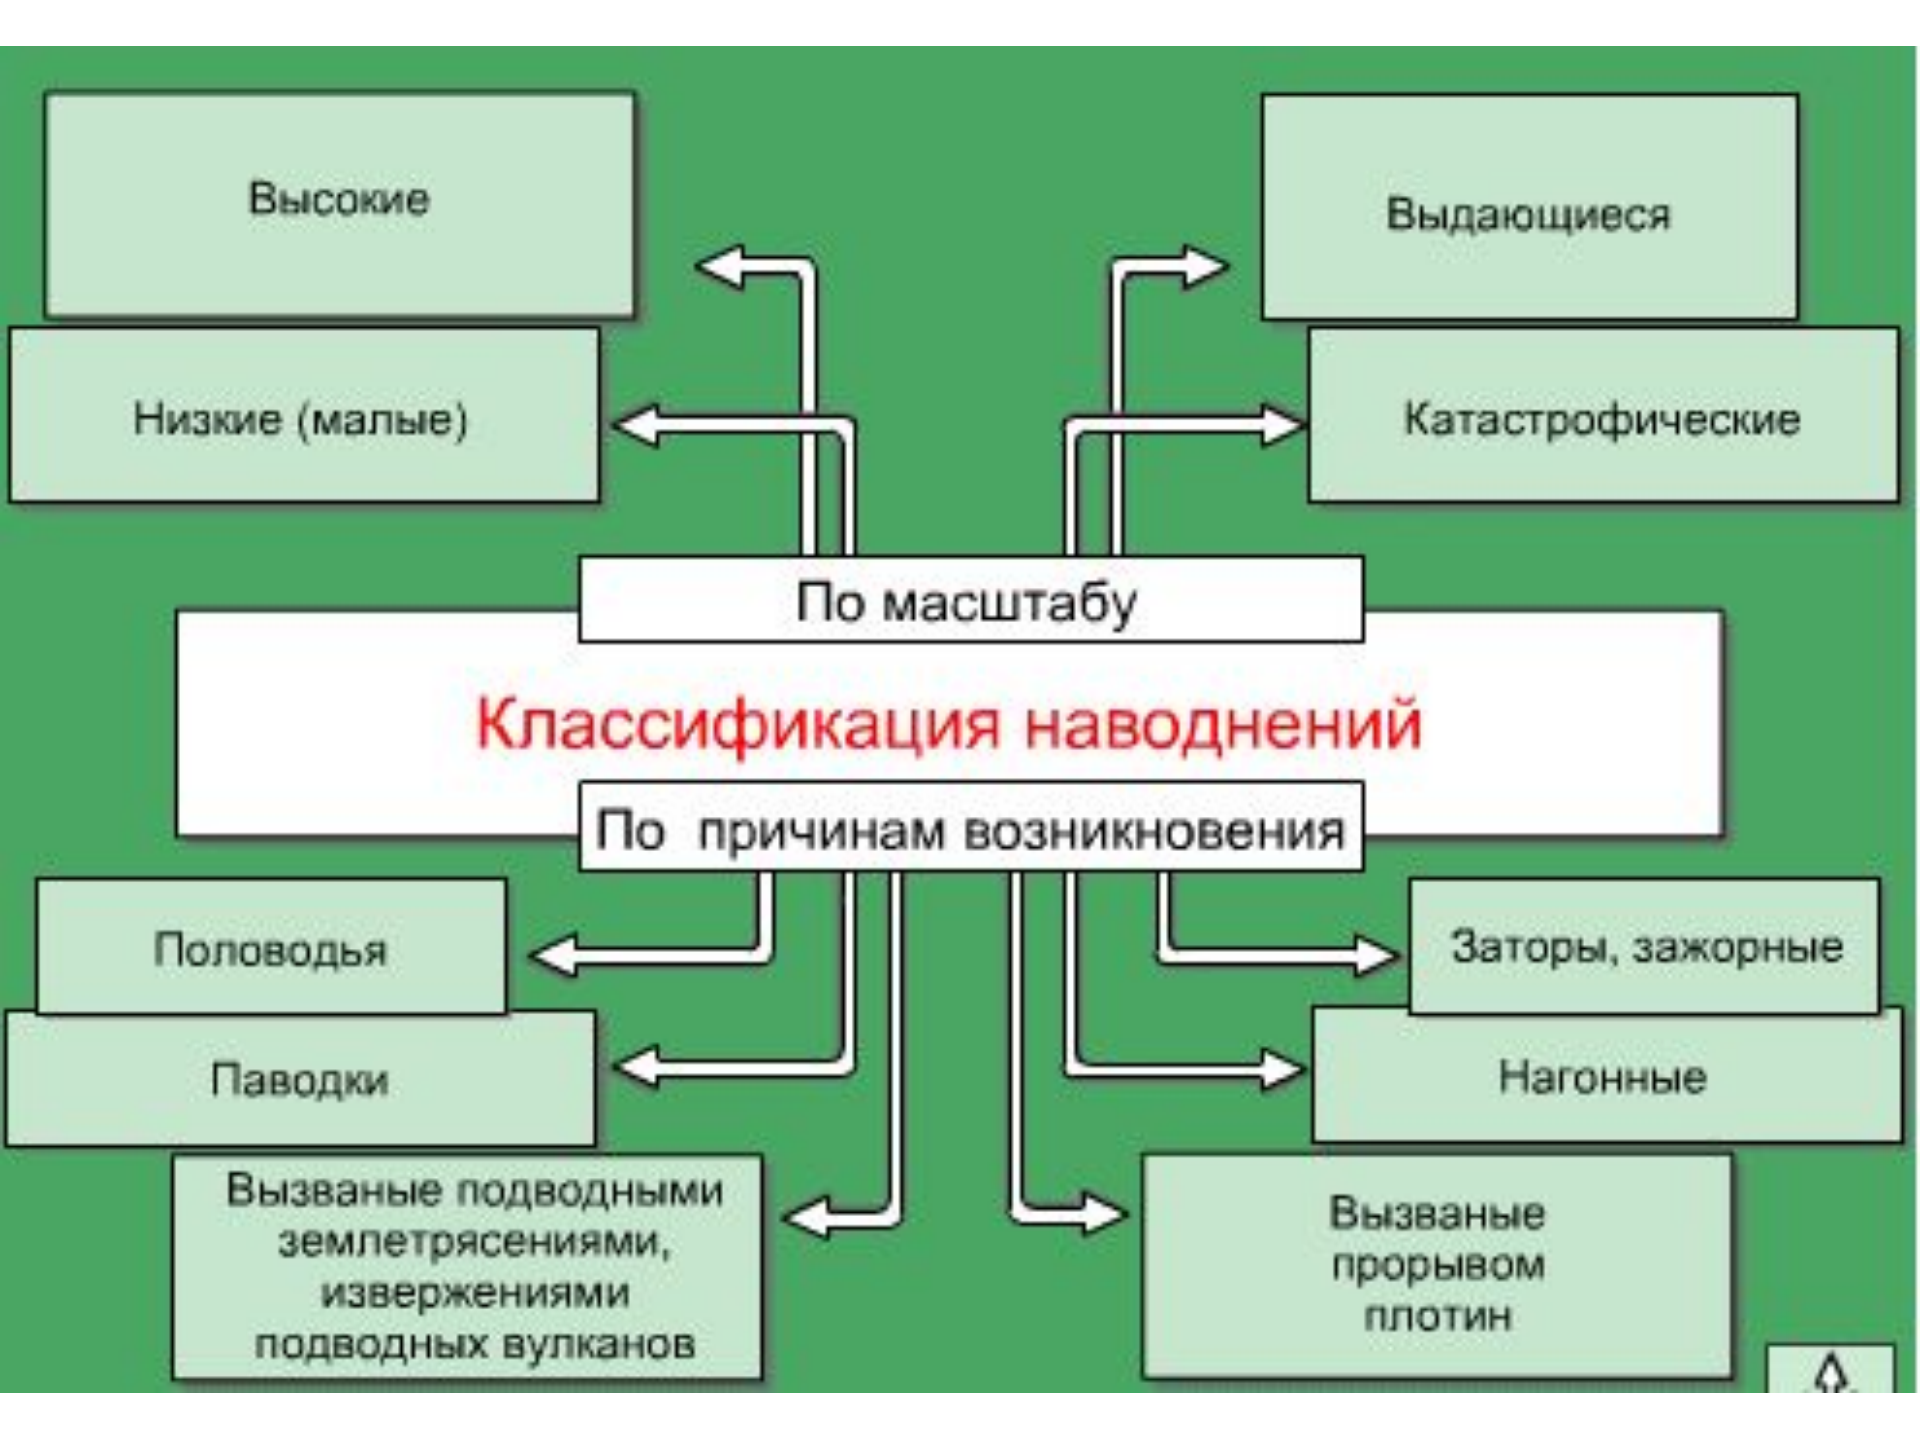 Высокие
Выдающиеся
Низкие (малые)
Катастрофические
По масштабу
Классификация наводнений
По причинам возникновения
Половодья
Заторы, зажорные
Паводки
Нагонные
Вызваные подводными
землетрясениями,
извержениями
подводных вулканов
Вызваные
прорывом
плотин